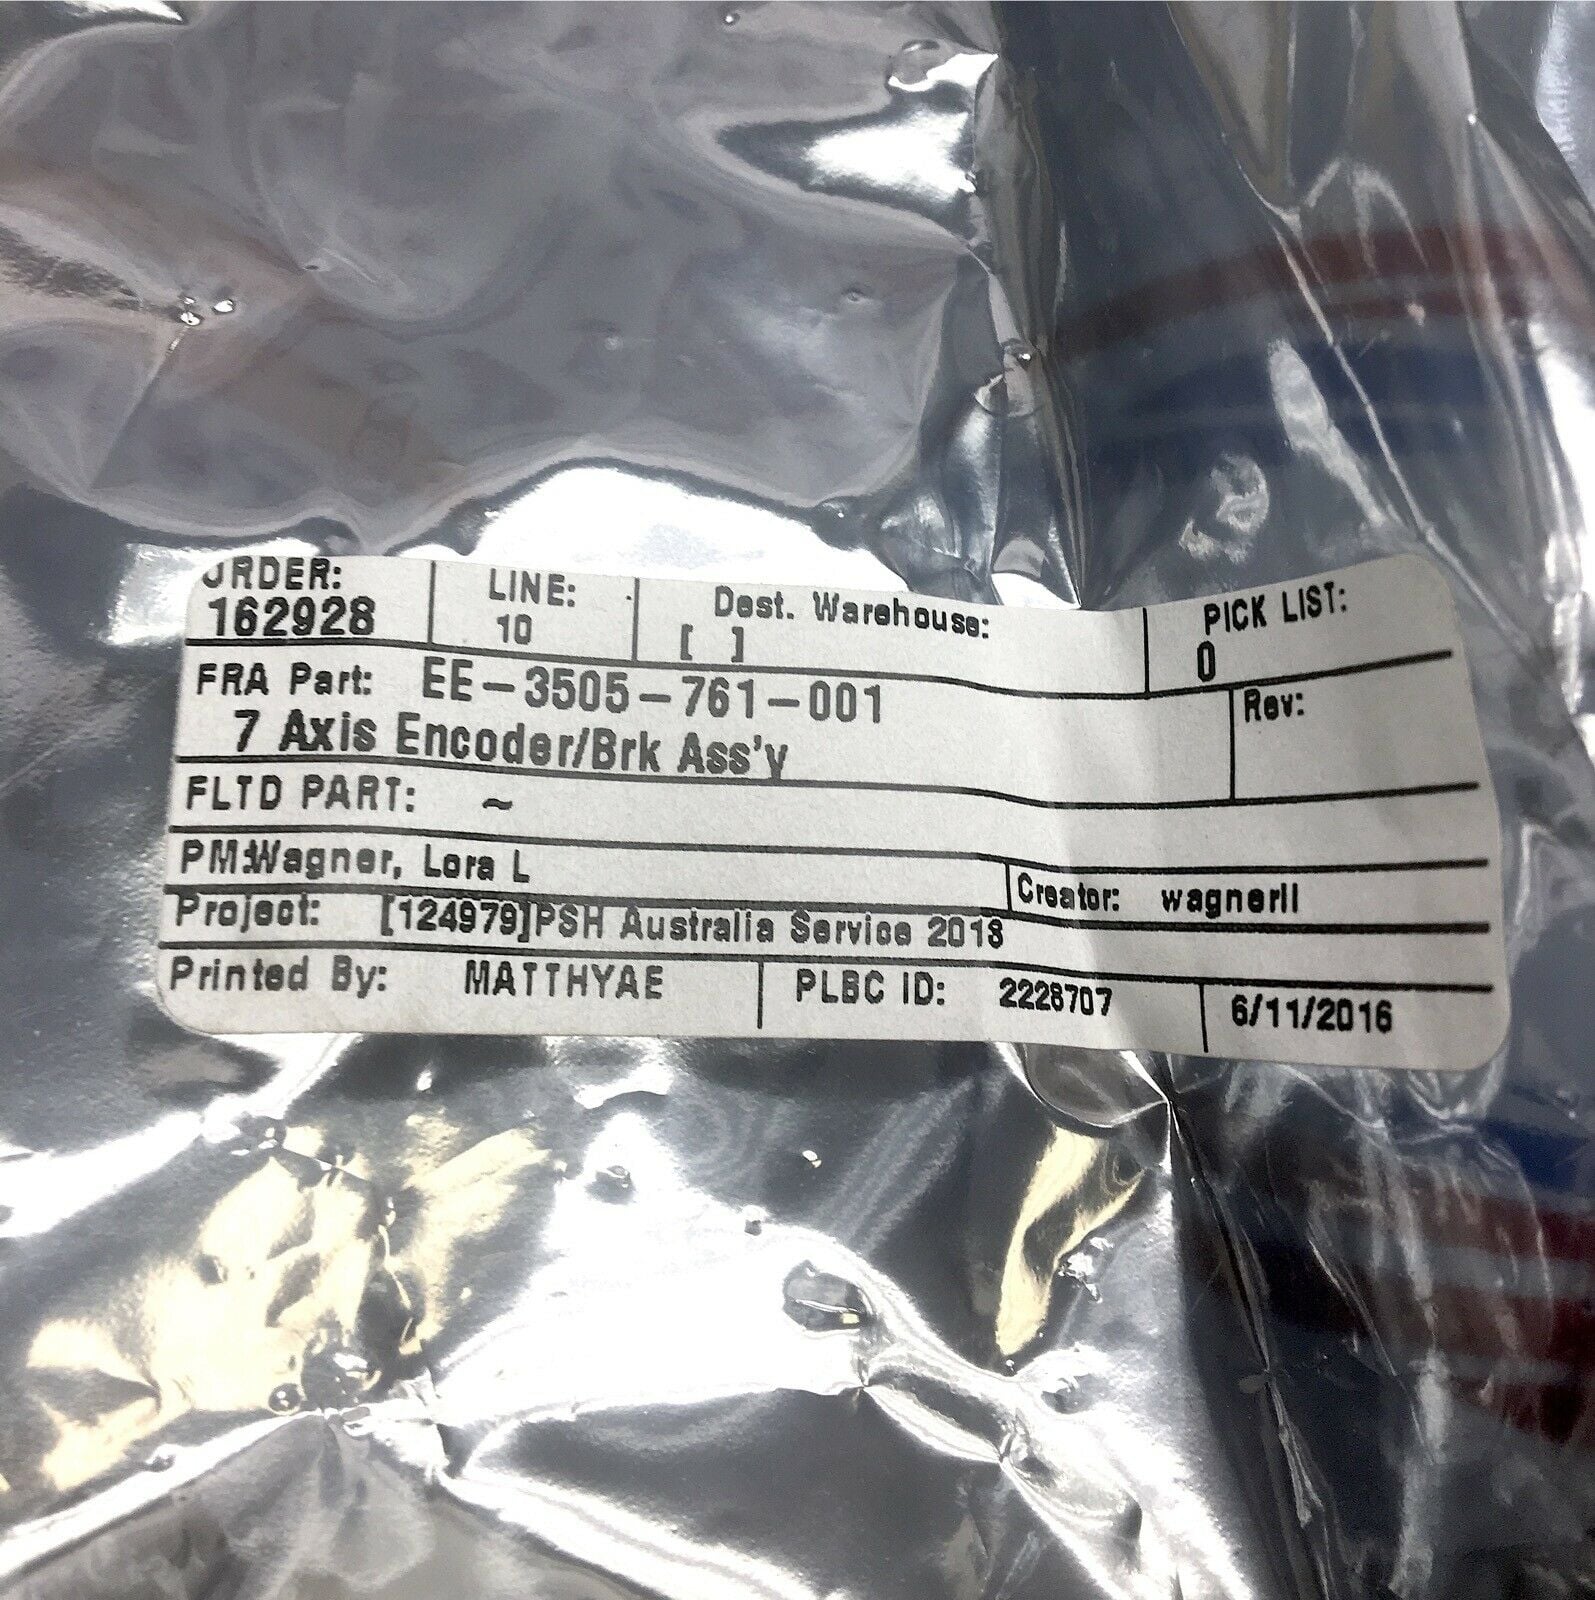 ORDER: LINE: Dest. Warehouse: PICK LIST:
162928 10 [ ] 0
FRA Part: EE-3505-761-001 Rev:
7 Axis Encoder/Brk Ass'y
FLTD PART: ~
PM:Wagner, Lora L Creator: wagnerll
Project: [124979]PSH Australia Service 2013
Printed By: MATTHYAE PLBC ID: 2228707 6/11/2016